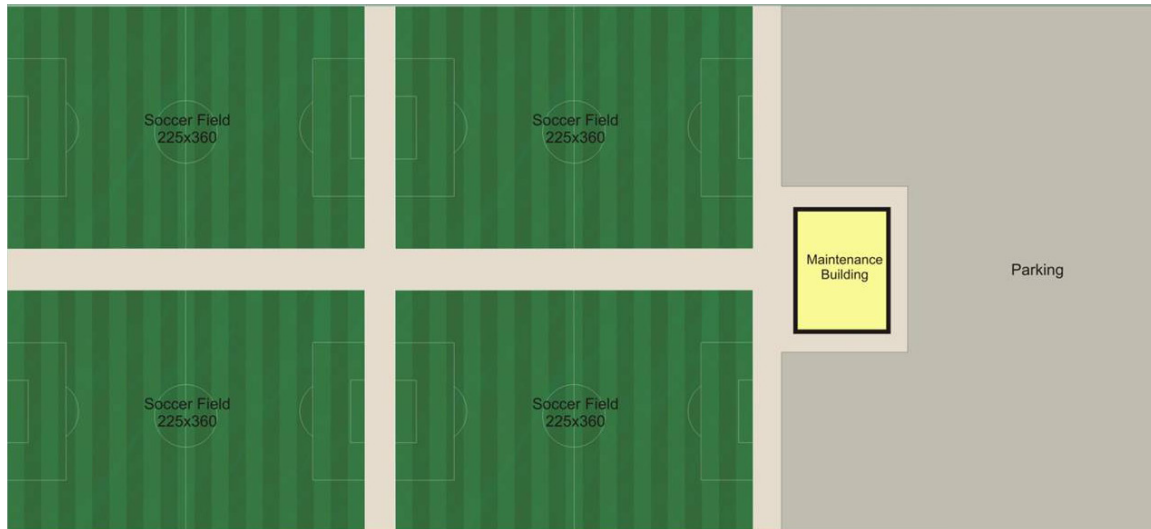 Soccer Field
225x360
Soccer Field
225x360
Maintenance
Building
Parking
Soccer Field
225x360
Soccer Field
225x360